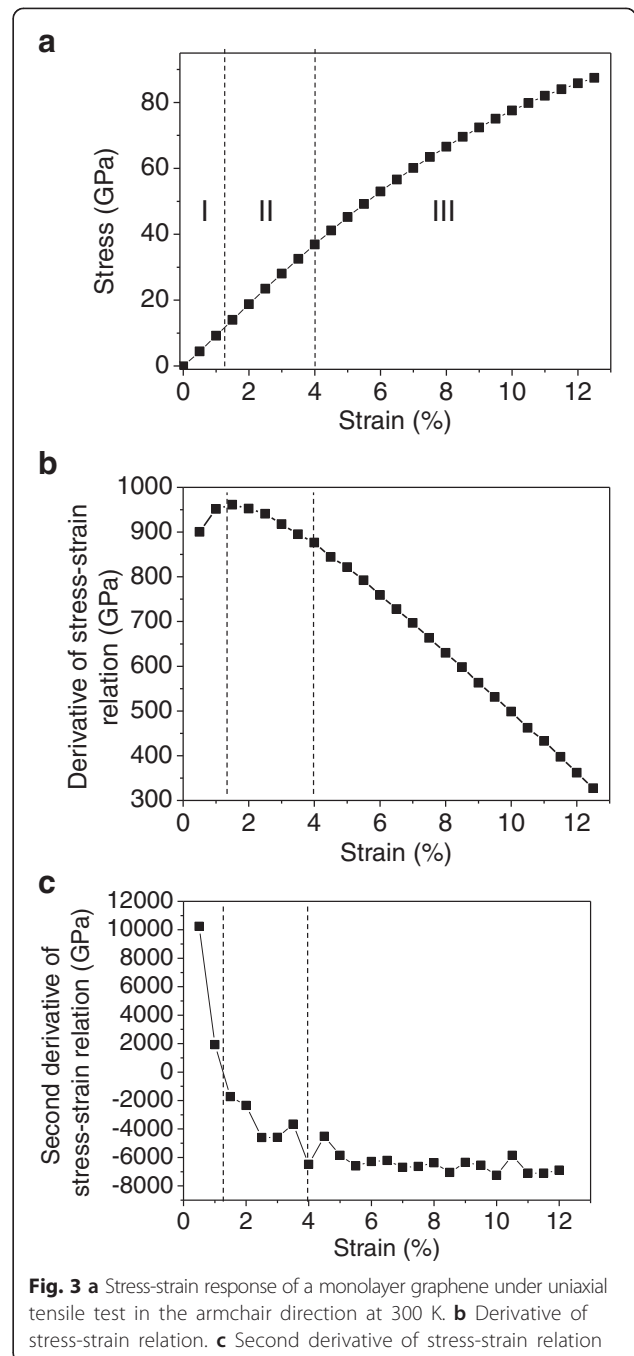 a
80
60
40
20
0
Stress (GPa)
I II III
0 2 4 6 8 10 12
Strain (%)
b
1000
900
800
700
600
500
400
300
Derivative of stress-strain
relation (GPa)
0 2 4 6 8 10 12
Strain (%)
c
12000
10000
8000
6000
4000
2000
0
-2000
-4000
-6000
-8000
Second derivative of
stress-strain relation (GPa)
0 2 4 6 8 10 12
Strain (%)
Fig. 3 a Stress-strain response of a monolayer graphene under uniaxial
tensile test in the armchair direction at 300 K. b Derivative of
stress-strain relation. c Second derivative of stress-strain relation